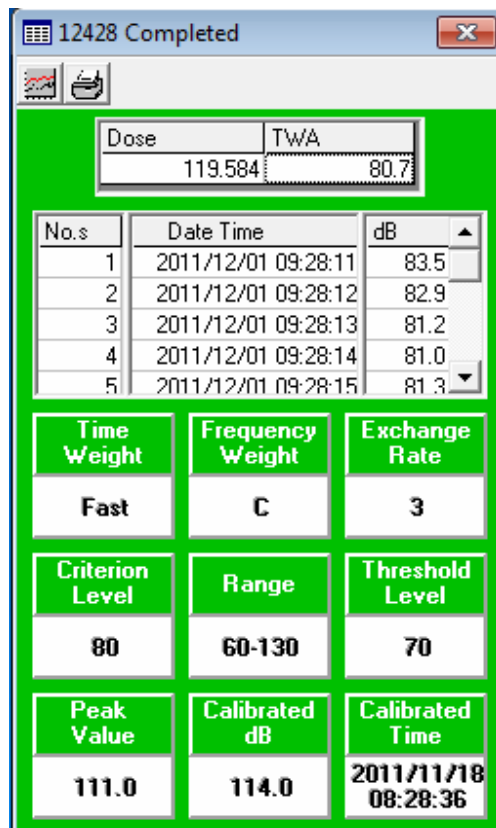 12428 Completed
Dose TWA
119.584 80.7
No.s Date Time dB
1 2011/12/01 09:28:11 83.5
2 2011/12/01 09:28:12 82.9
3 2011/12/01 09:28:13 81.2
4 2011/12/01 09:28:14 81.0
5 2011/12/01 09:28:15 81.3
Time Weight
Fast
Frequency Weight
C
Exchange Rate
3
Criterion Level
80
Range
60-130
Threshold Level
70
Peak Value
111.0
Calibrated dB
114.0
Calibrated Time
2011/11/18
08:28:36